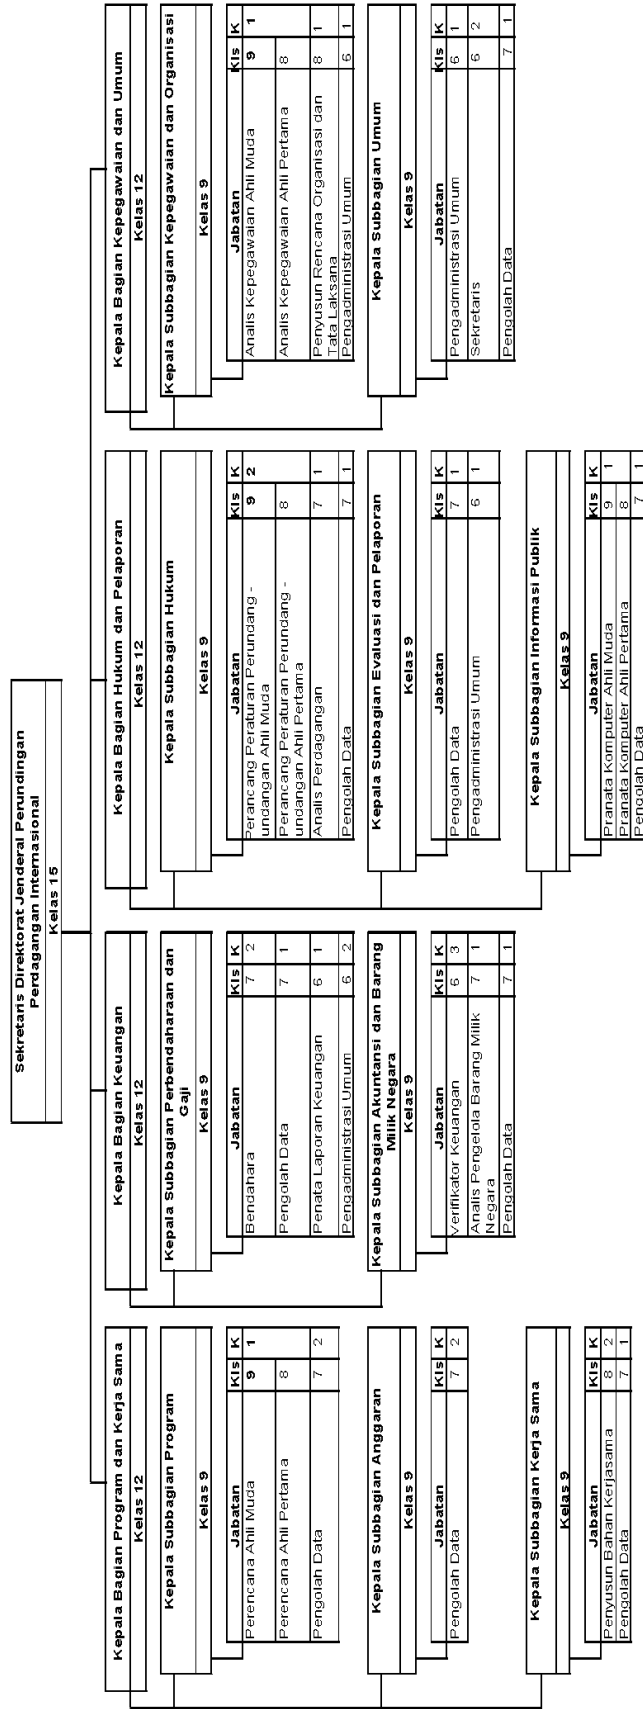 Sekretaris Direktorat Jenderal Perundingan
Perdagangan Internasional
Kelas 15
Kepala Bagian Program dan Kerja Sama
Kelas 12
Kepala Subbagian Program
Kelas 9
Jabatan Kls K
Perencana Ahli Muda 9 1
Perencana Ahli Pertama 8
Pengolah Data 7 2
Kepala Subbagian Anggaran
Kelas 9
Jabatan Kls K
Pengolah Data 7 2
Kepala Subbagian Kerja Sama
Kelas 9
Jabatan Kls K
Penyusun Bahan Kerjasama 8 2
Pengolah Data 7 1
Kepala Bagian Keuangan
Kelas 12
Kepala Subbagian Perbendaharaan dan
Gaji
Kelas 9
Jabatan Kls K
Bendahara 7 2
Pengolah Data 7 1
Penata Laporan Keuangan 6 1
Pengadministrasi Umum 6 2
Kepala Subbagian Akuntansi dan Barang
Milik Negara
Kelas 9
Jabatan Kls K
Verifikator Keuangan 6 3
Analis Pengelola Barang Milik 7 1
Negara
Pengolah Data 7 1
Kepala Bagian Hukum dan Pelaporan
Kelas 12
Kepala Subbagian Hukum
Kelas 9
Jabatan Kls K
Perancang Peraturan Perundang - 9 2
undangan Ahli Muda
Perancang Peraturan Perundang - 8
undangan Ahli Pertama
Analis Perdagangan 7 1
Pengolah Data 7 1
Kepala Subbagian Evaluasi dan Pelaporan
Kelas 9
Jabatan Kls K
Pengolah Data 7 1
Pengadministrasi Umum 6 1
Kepala Subbagian Informasi Publik
Kelas 9
Jabatan Kls K
Pranata Komputer Ahli Muda 9 1
Pranata Komputer Ahli Pertama 8
Pengolah Data 7 1
Kepala Bagian Kepegawaian dan Umum
Kelas 12
Kepala Subbagian Kepegawaian dan Organisasi
Kelas 9
Jabatan Kls K
Analis Kepegawaian Ahli Muda 9 1
Analis Kepegawaian Ahli Pertama 8
Penyusun Rencana Organisasi dan 8 1
Tata Laksana
Pengadministrasi Umum 6 1
Kepala Subbagian Umum
Kelas 9
Jabatan Kls K
Pengadministrasi Umum 6 1
Sekretaris 6 2
Pengolah Data 7 1